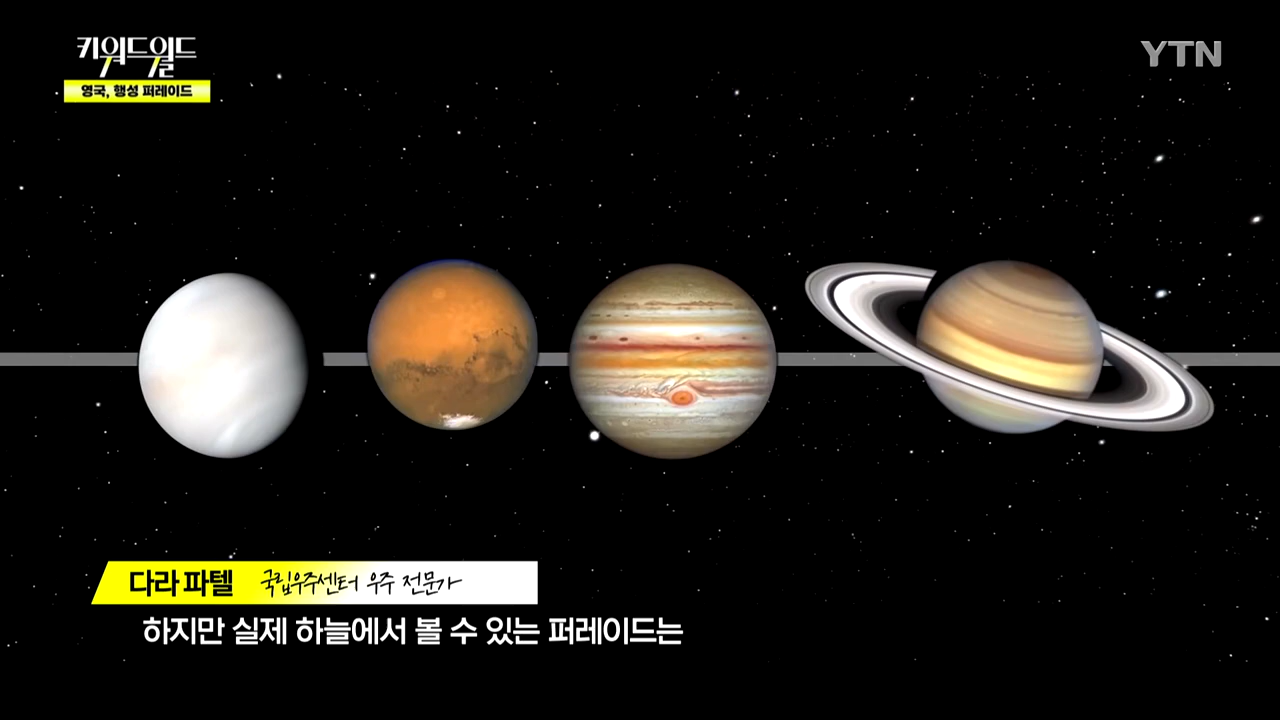 키워드월드
YTN
영국, 행성 퍼레이드
다라 파텔 국립우주센터 우주 전문가
하지만 실제 하늘에서 볼 수 있는 퍼레이드는